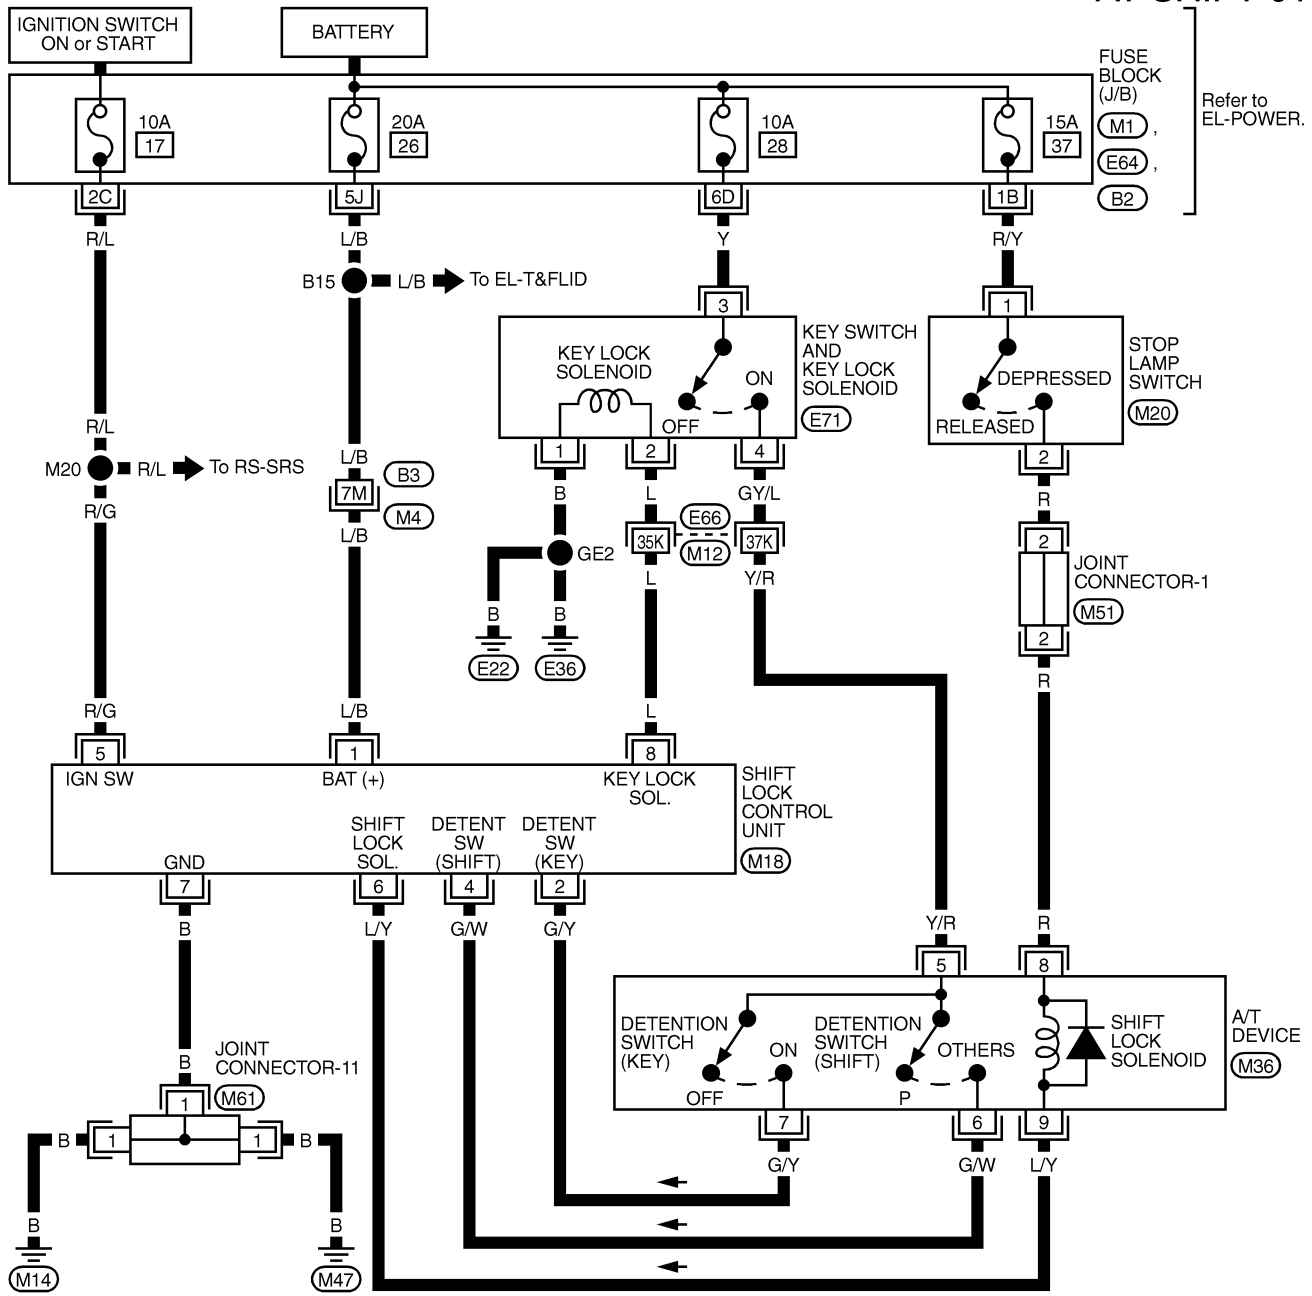 IGNITION SWITCH
ON or START
BATTERY
FUSE
BLOCK
(J/B)
M1 ,
E64 ,
B2
Refer to
EL-POWER.
10A
17
20A
26
10A
28
15A
37
2C
5J
6D
1B
R/L
L/B
Y
R/Y
B15
L/B
To EL-T&FLID
3
1
KEY LOCK
SOLENOID
ON
OFF
KEY SWITCH
AND
KEY LOCK
SOLENOID
E71
DEPRESSED
RELEASED
STOP
LAMP
SWITCH
M20
R/L
M20
R/L
To RS-SRS
R/G
L/B
7M
B3
M4
L/B
1
2
4
2
B
L
GY/L
R
E66
35K
37K
M12
GE2
L
Y/R
2
JOINT
CONNECTOR-1
M51
2
B
B
E22
E36
R
R/G
L/B
L
5
1
8
IGN SW
BAT (+)
KEY LOCK
SOL.
SHIFT
LOCK
CONTROL
UNIT
M18
SHIFT
LOCK
SOL.
DETENT
SW
(SHIFT)
DETENT
SW
(KEY)
GND
7
6
4
2
B
L/Y
G/W
G/Y
Y/R
R
5
8
DETENTION
SWITCH
(KEY)
ON
OFF
DETENTION
SWITCH
(SHIFT)
OTHERS
P
SHIFT
LOCK
SOLENOID
A/T
DEVICE
M36
7
6
9
G/Y
G/W
L/Y
B
JOINT
CONNECTOR-11
M61
1
B
1
1
B
B
B
M14
M47